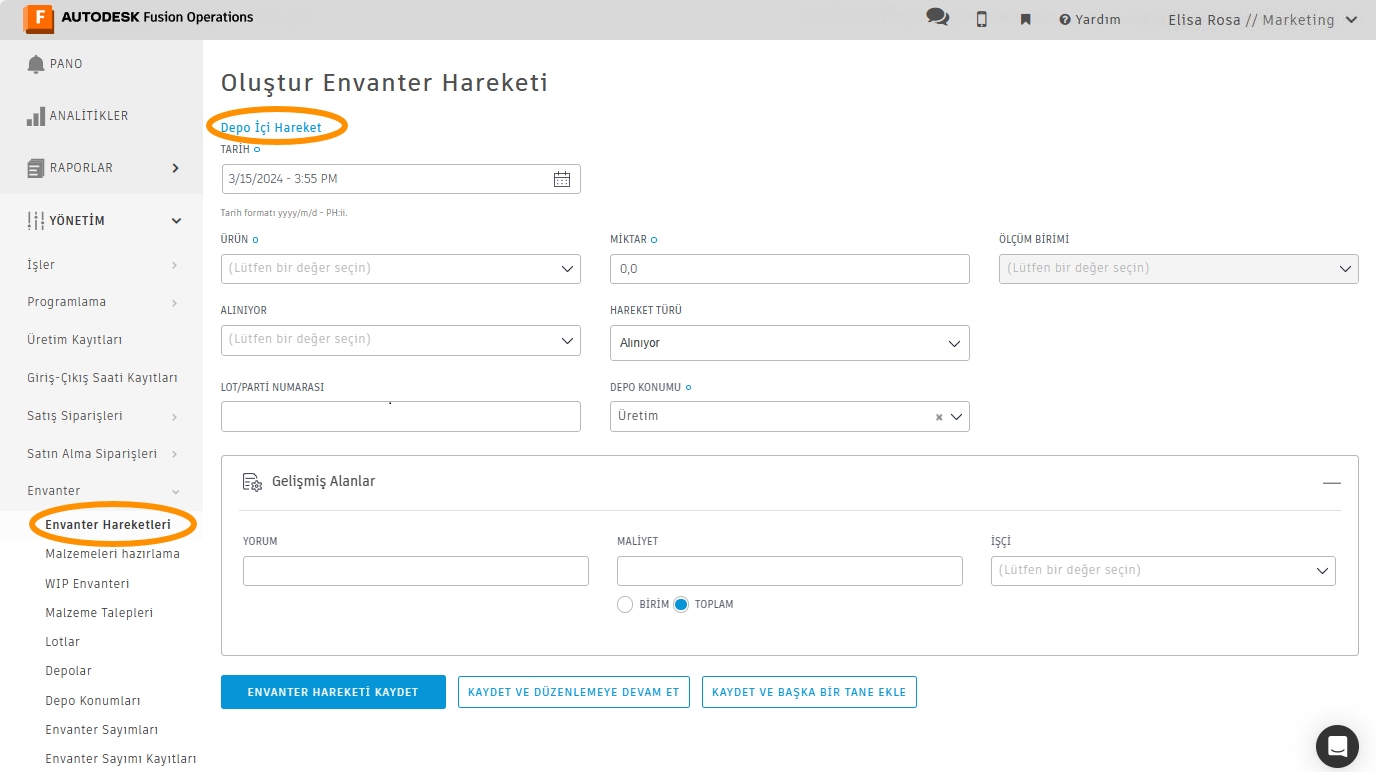 F AUTODESK Fusion Operations
Yardım
Elisa Rosa // Marketing
PANO
ANALİTİKLER
RAPORLAR
YÖNETİM
İşler
Programlama
Üretim Kayıtları
Giriş-Çıkış Saati Kayıtları
Satış Siparişleri
Satın Alma Siparişleri
Envanter
Envanter Hareketleri
Malzemeleri hazırlama
WIP Envanteri
Malzeme Talepleri
Lotlar
Depolar
Depo Konumları
Envanter Sayımları
Envanter Sayımı Kayıtları
Oluştur Envanter Hareketi
Depo İçi Hareket
TARİH
3/15/2024 - 3:55 PM
Tarih formatı yyyy/m/d - PH:ii.
ÜRÜN
(Lütfen bir değer seçin)
MİKTAR
0,0
ÖLÇÜM BİRİMİ
(Lütfen bir değer seçin)
ALINIYOR
(Lütfen bir değer seçin)
HAREKET TÜRÜ
Alınıyor
LOT/PARTİ NUMARASI
DEPO KONUMU
Üretim
Gelişmiş Alanlar
YORUM
MALİYET
BİRİM TOPLAM
İŞÇİ
(Lütfen bir değer seçin)
ENVANTER HAREKETİ KAYDET
KAYDET VE DÜZENLEMEYE DEVAM ET
KAYDET VE BAŞKA BİR TANE EKLE